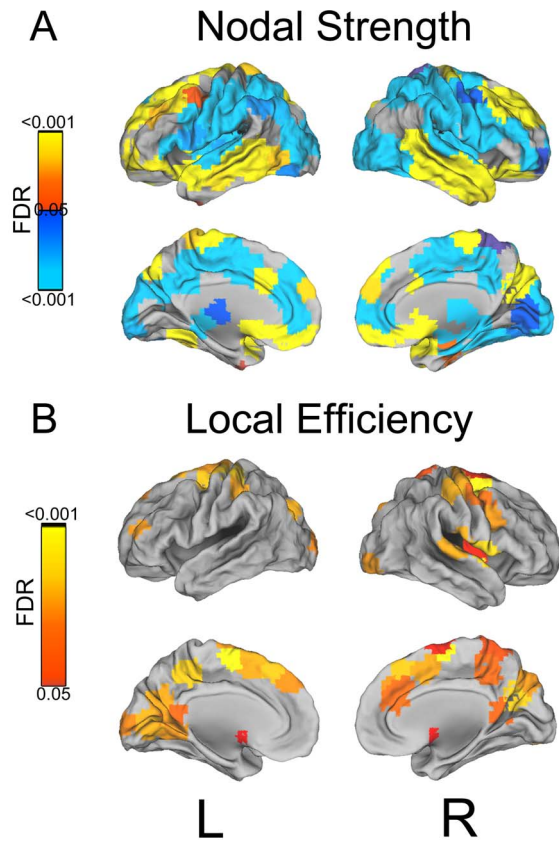 A
Nodal Strength
<0.001
FDR
0.05
<0.001
B
Local Efficiency
<0.001
FDR
0.05
L
R